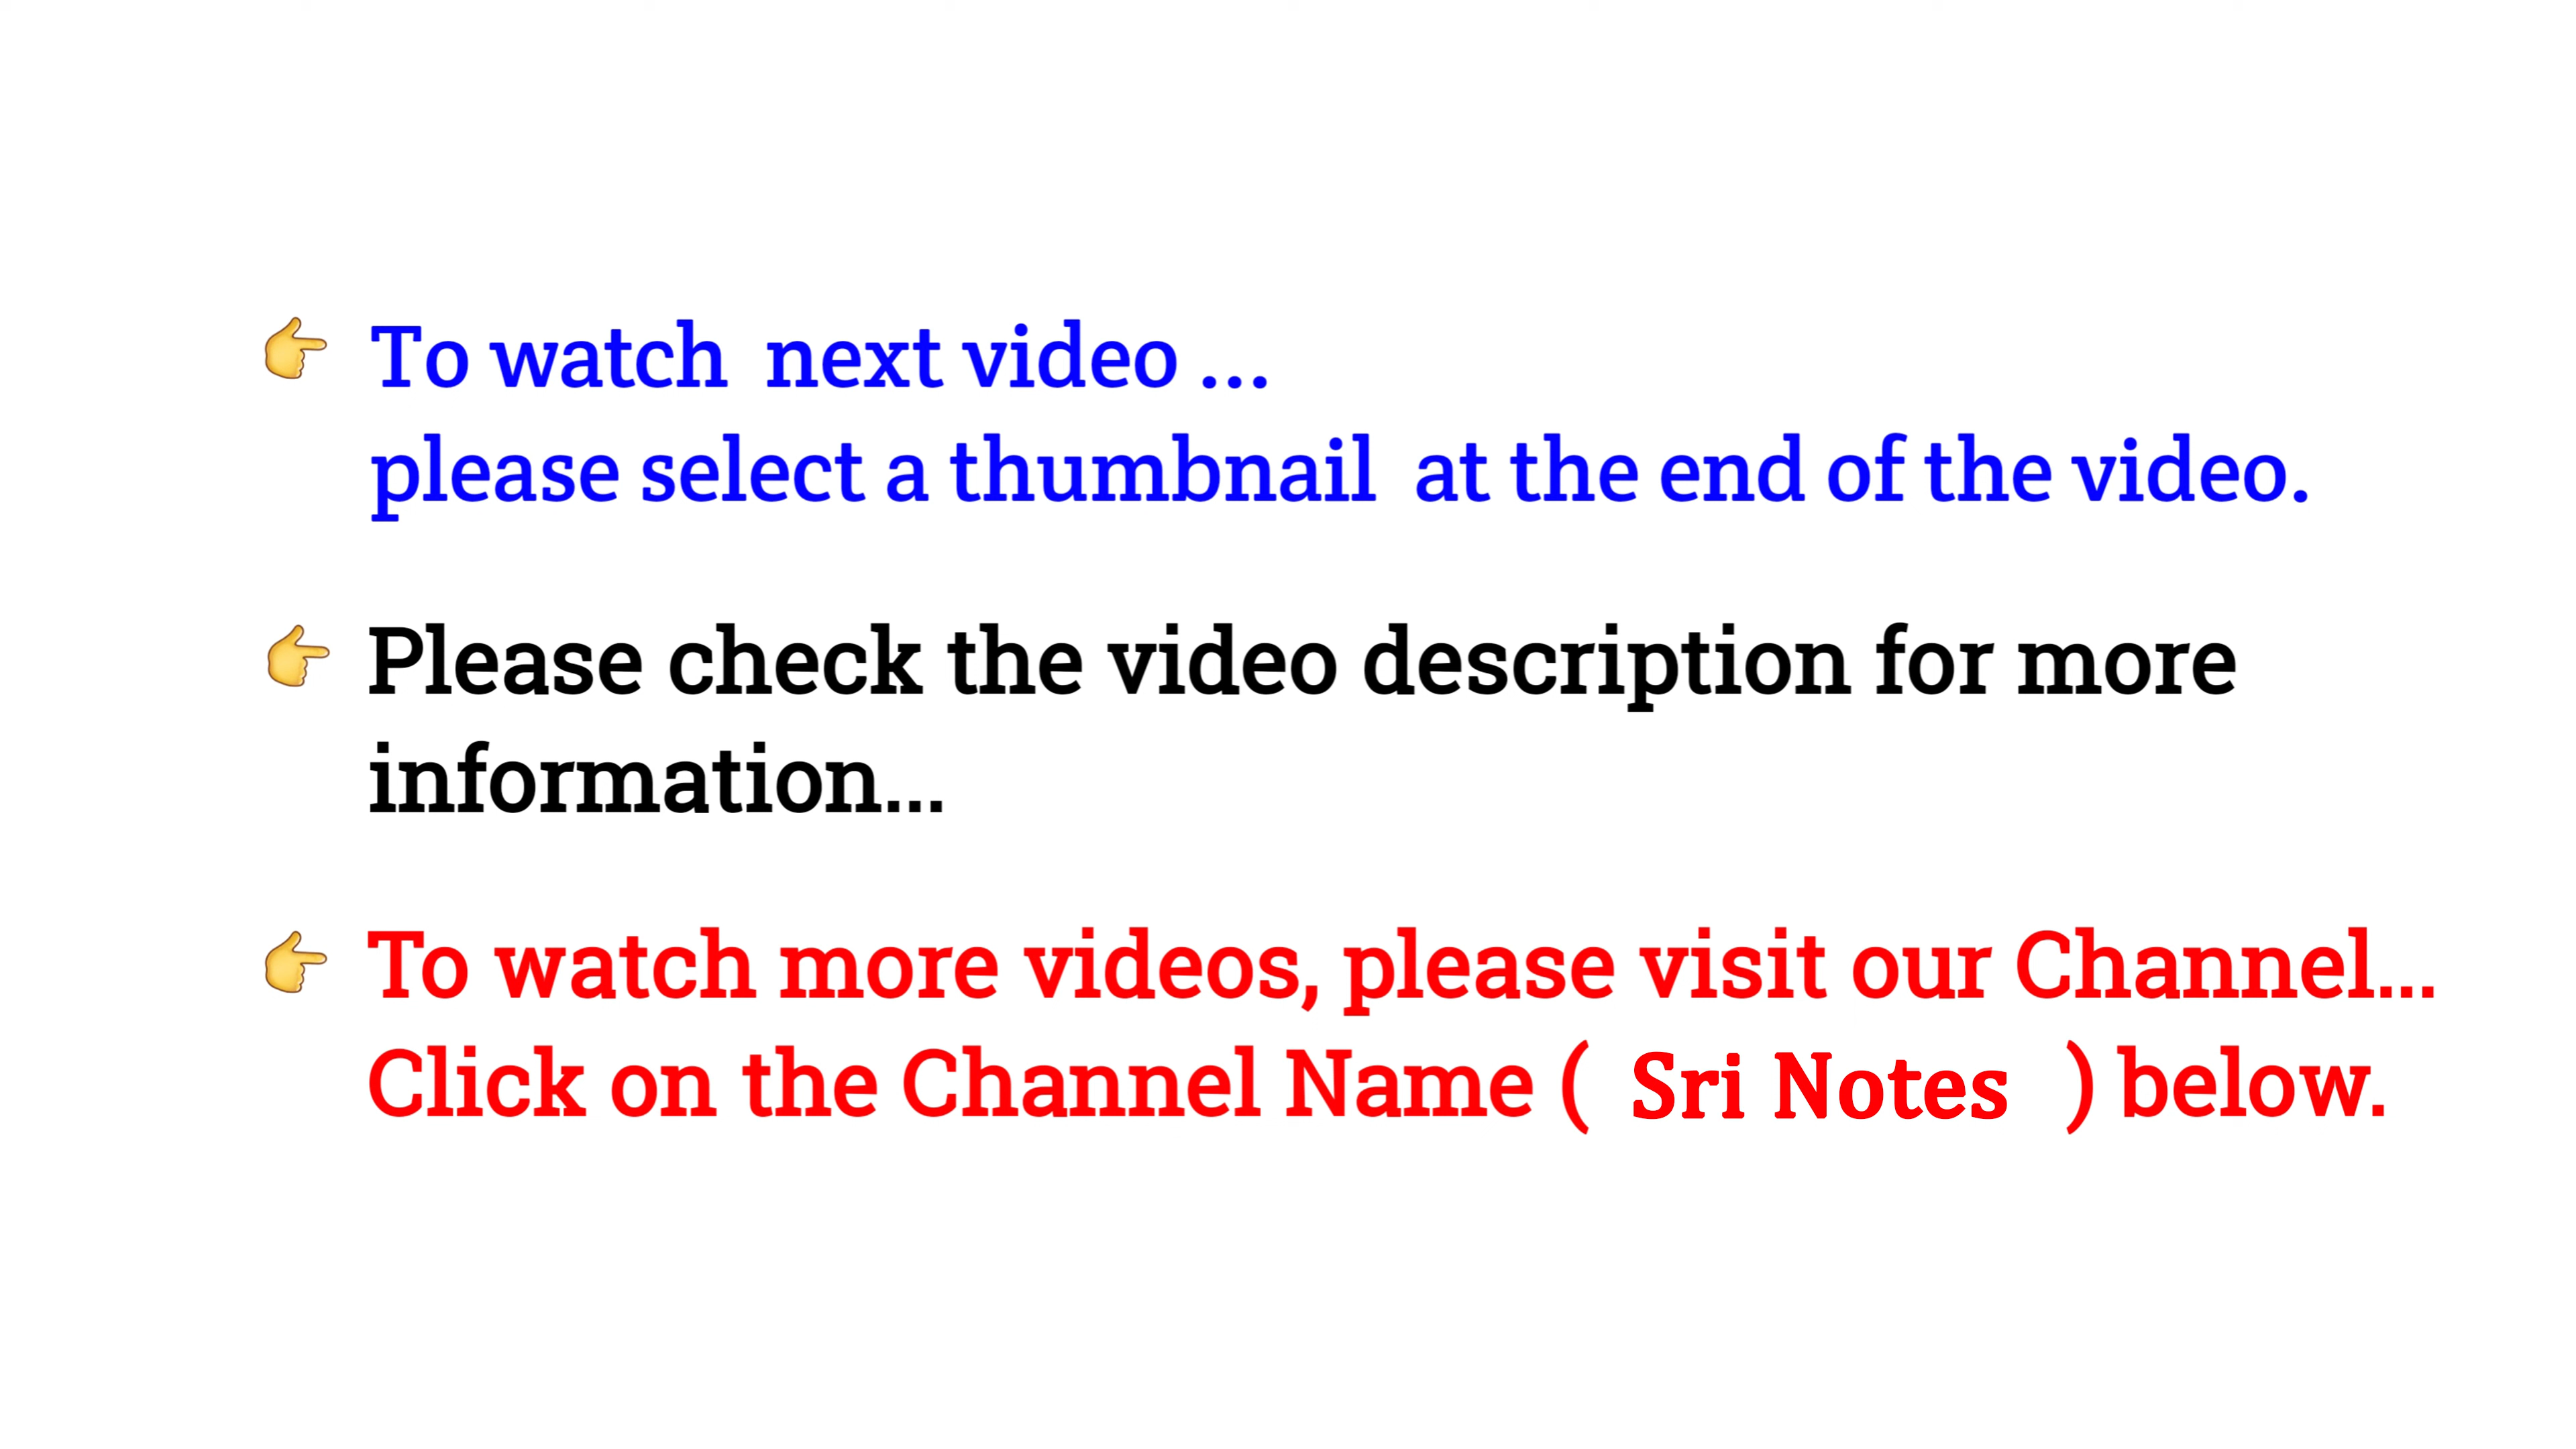 👉 To watch next video ...
please select a thumbnail at the end of the video.
👉 Please check the video description for more
information...
👉 To watch more videos, please visit our Channel...
Click on the Channel Name ( Sri Notes ) below.